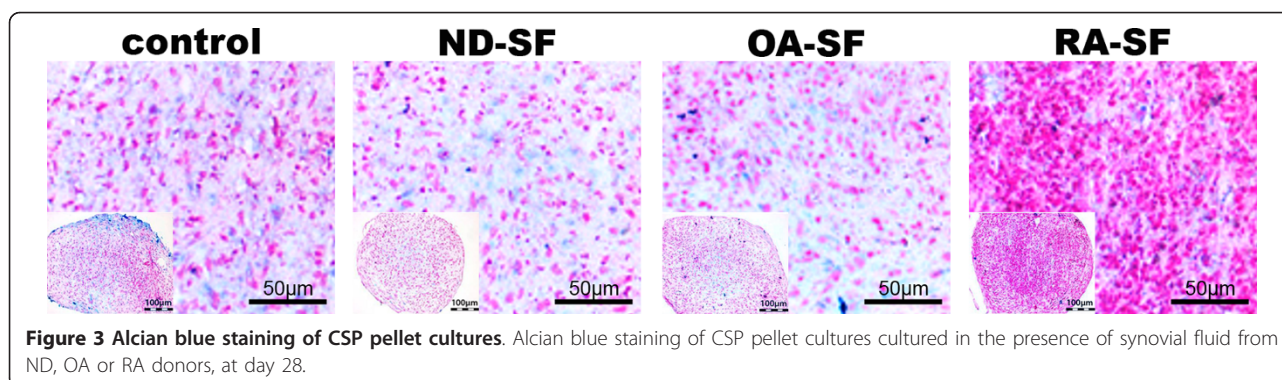 control ND-SF OA-SF RA-SF
50µm 50µm 50µm 50µm
100µm 100µm 100µm 100µm
Figure 3 Alcian blue staining of CSP pellet cultures. Alcian blue staining of CSP pellet cultures cultured in the presence of synovial fluid from
ND, OA or RA donors, at day 28.